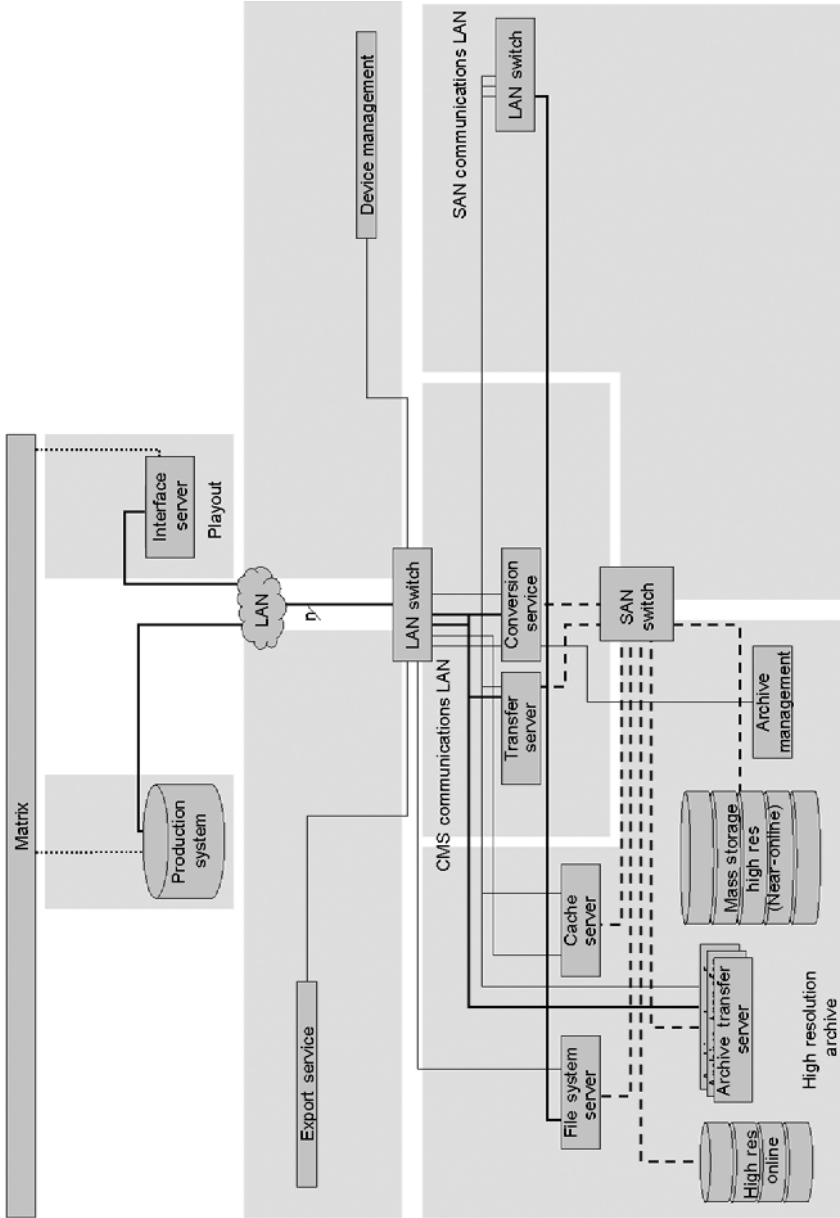 Matrix
Production
system
Interface
server
Playout
LAN
n
Export service
Device management
LAN switch
CMS communications LAN
SAN communications LAN
LAN switch
Transfer
server
Conversion
service
File system
server
Cache
server
SAN
switch
High res
online
Archive transfer
server
Mass storage
high res
(Near-online)
Archive
management
High resolution
archive